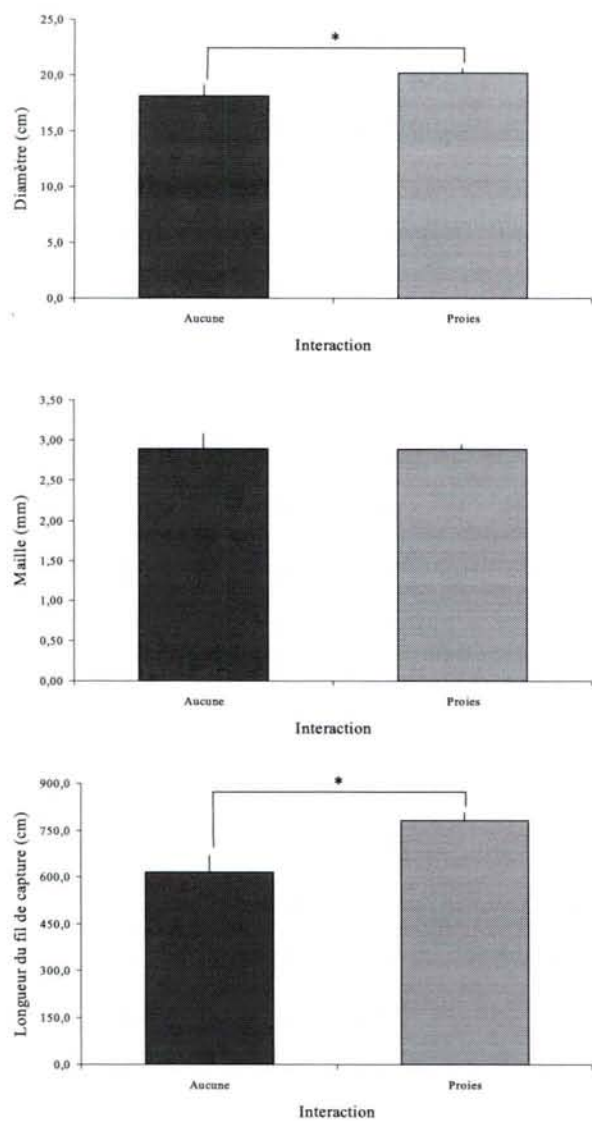 25,0
*
20,0
15,0
10,0
5,0
0,0
Diamètre (cm)
Aucune
Proies
Interaction
3,50
3,00
2,50
2,00
1,50
1,00
0,50
0,00
Maille (mm)
Aucune
Proies
Interaction
900,0
*
750,0
600,0
450,0
300,0
150,0
0,0
Longueur du fil de capture (cm)
Aucune
Proies
Interaction